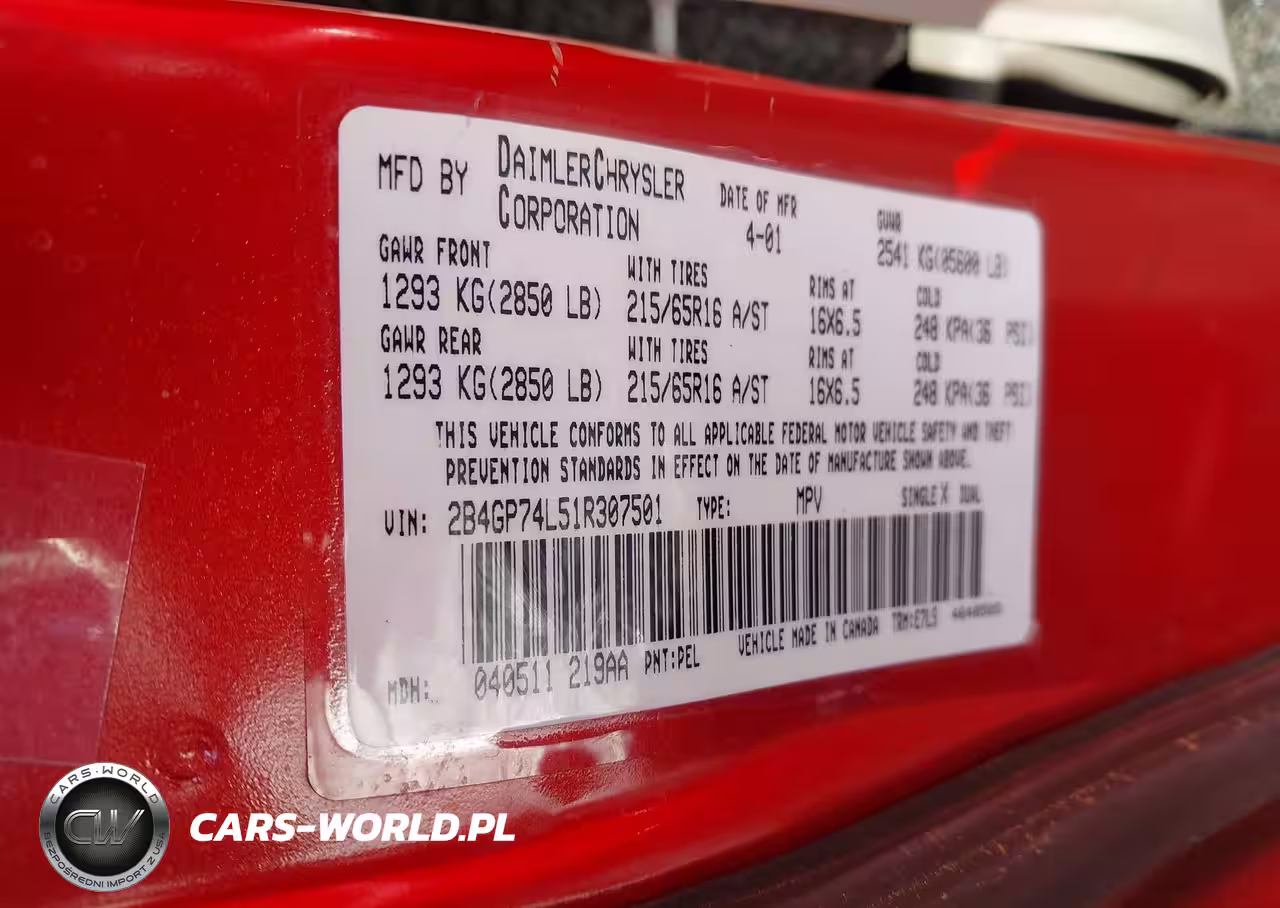 MFD BY DAIMLERCHRYSLER CORPORATION
DATE OF MFR 4-01
GVWR 2541 KG(05600 LB)
GAWR FRONT WITH TIRES RIMS AT COLD
1293 KG(2850 LB) 215/65R16 A/ST 16X6.5 248 KPA(36 PSI)
GAWR REAR WITH TIRES RIMS AT COLD
1293 KG(2850 LB) 215/65R16 A/ST 16X6.5 248 KPA(36 PSI)
THIS VEHICLE CONFORMS TO ALL APPLICABLE FEDERAL MOTOR VEHICLE SAFETY AND THEFT
PREVENTION STANDARDS IN EFFECT ON THE DATE OF MANUFACTURE SHOWN ABOVE.
VIN: 2B4GP74L51R307501 TYPE: MPV SINGLE X DUAL
MDH: 040511 219AA PNT:PEL VEHICLE MADE IN CANADA TRM:E7L5
CARS-WORLD
CW
BEZPOŚREDNI IMPORT Z USA
CARS-WORLD.PL